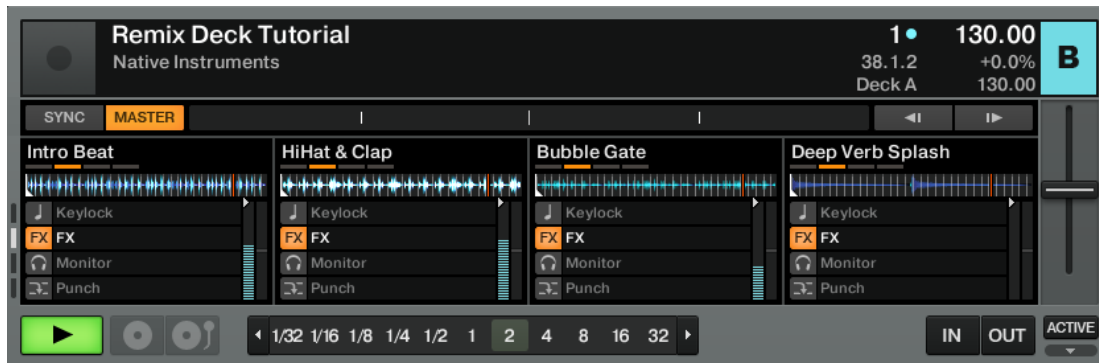 Remix Deck Tutorial 1 130.00 B
Native Instruments 38.1.2 +0.0%
Deck A 130.00
SYNC MASTER
Intro Beat HiHat & Clap Bubble Gate Deep Verb Splash
Keylock Keylock Keylock Keylock
FX FX FX FX FX FX FX FX
Monitor Monitor Monitor Monitor
Punch Punch Punch Punch
1/32 1/16 1/8 1/4 1/2 1 2 4 8 16 32 IN OUT ACTIVE